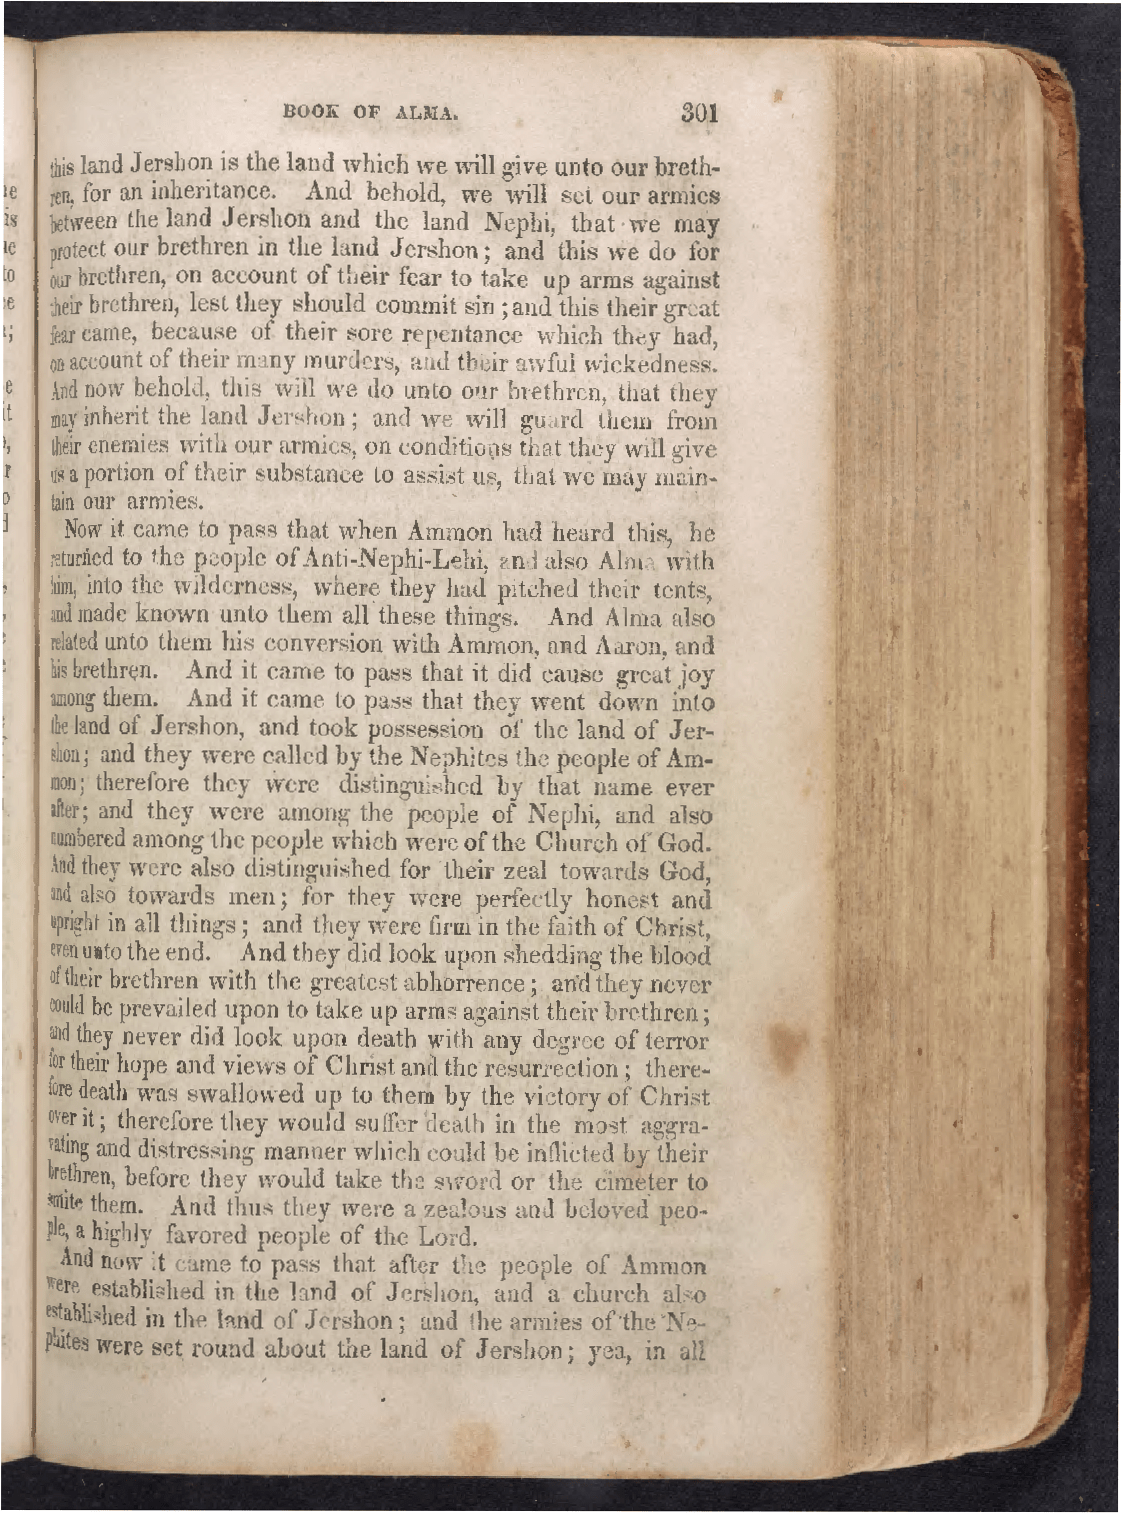 BOOK OF ALMA. 301
this land Jershon is the land which we will give unto our breth-
ren, for an inheritance. And behold, we will set our armies
between the land Jershon and the land Nephi, that we may
protect our brethren in the land Jershon; and this we do for
our brethren, on account of their fear to take up arms against
their brethren, lest they should commit sin; and this their great
fear came, because of their sore repentance which they had,
on account of their many murders, and their awful wickedness.
And now behold, this will we do unto our brethren, that they
may inherit the land Jershon; and we will guard them from
their enemies with our armies, on conditions that they will give
us a portion of their substance to assist us, that we may main-
tain our armies.
Now it came to pass that when Ammon had heard this, he
returned to the people of Anti-Nephi-Lehi, and also Alma with
him, into the wilderness, where they had pitched their tents,
and made known unto them all these things. And Alma also
related unto them his conversion with Ammon, and Aaron, and
his brethren. And it came to pass that it did cause great joy
among them. And it came to pass that they went down into
the land of Jershon, and took possession of the land of Jer-
shon; and they were called by the Nephites the people of Am-
mon; therefore they were distinguished by that name ever
after; and they were among the people of Nephi, and also
numbered among the people which were of the Church of God.
And they were also distinguished for their zeal towards God,
and also towards men; for they were perfectly honest and
upright in all things; and they were firm in the faith of Christ,
even unto the end. And they did look upon shedding the blood
of their brethren with the greatest abhorrence; and they never
could be prevailed upon to take up arms against their brethren;
and they never did look upon death with any degree of terror
for their hope and views of Christ and the resurrection; there-
fore death was swallowed up to them by the victory of Christ
over it; therefore they would suffer death in the most aggra-
vating and distressing manner which could be inflicted by their
brethren, before they would take the sword or the cimeter to
smite them. And thus they were a zealous and beloved peo-
ple, a highly favored people of the Lord.
And now it came to pass that after the people of Ammon
were established in the land of Jershon, and a church also
established in the land of Jershon; and the armies of the Ne-
phites were set round about the land of Jershon; yea, in all